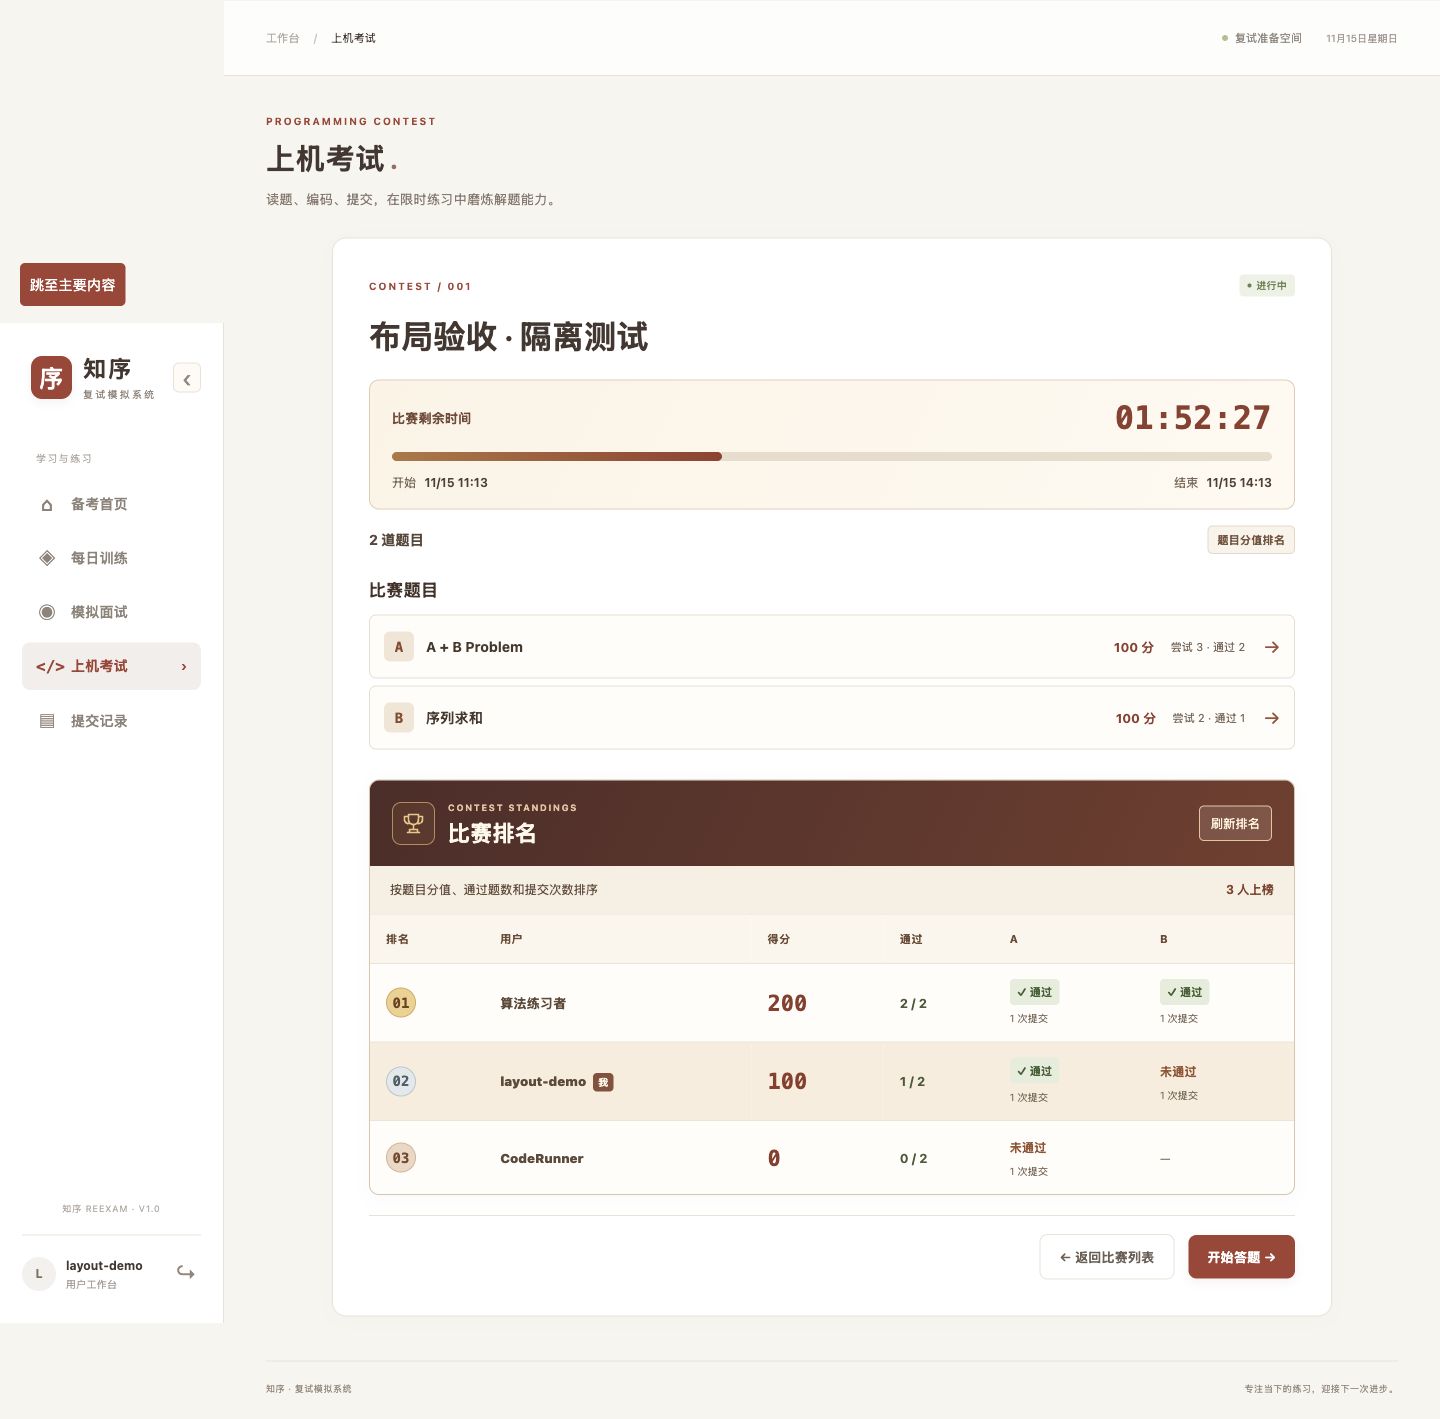 工作台 / 上机考试
复试准备空间 11月15日星期日
PROGRAMMING CONTEST
上机考试.
读题、编码、提交，在限时练习中磨炼解题能力。
跳至主要内容
序 知序
复试模拟系统
‹
学习与练习
备考首页
每日训练
模拟面试
</> 上机考试 ›
提交记录
知序 REEXAM · V1.0
L layout-demo
用户工作台
CONTEST / 001
进行中
布局验收 · 隔离测试
比赛剩余时间 01:52:27
开始 11/15 11:13 结束 11/15 14:13
2 道题目 题目分值排名
比赛题目
A A + B Problem 100 分 尝试 3 · 通过 2 →
B 序列求和 100 分 尝试 2 · 通过 1 →
CONTEST STANDINGS
比赛排名
刷新排名
按题目分值、通过题数和提交次数排序 3 人上榜
排名 用户 得分 通过 A B
01 算法练习者 200 2 / 2 ✓ 通过 1 次提交 ✓ 通过 1 次提交
02 layout-demo 我 100 1 / 2 ✓ 通过 1 次提交 未通过 1 次提交
03 CodeRunner 0 0 / 2 未通过 1 次提交 —
← 返回比赛列表 开始答题 →
知序 · 复试模拟系统 专注当下的练习，迎接下一次进步。